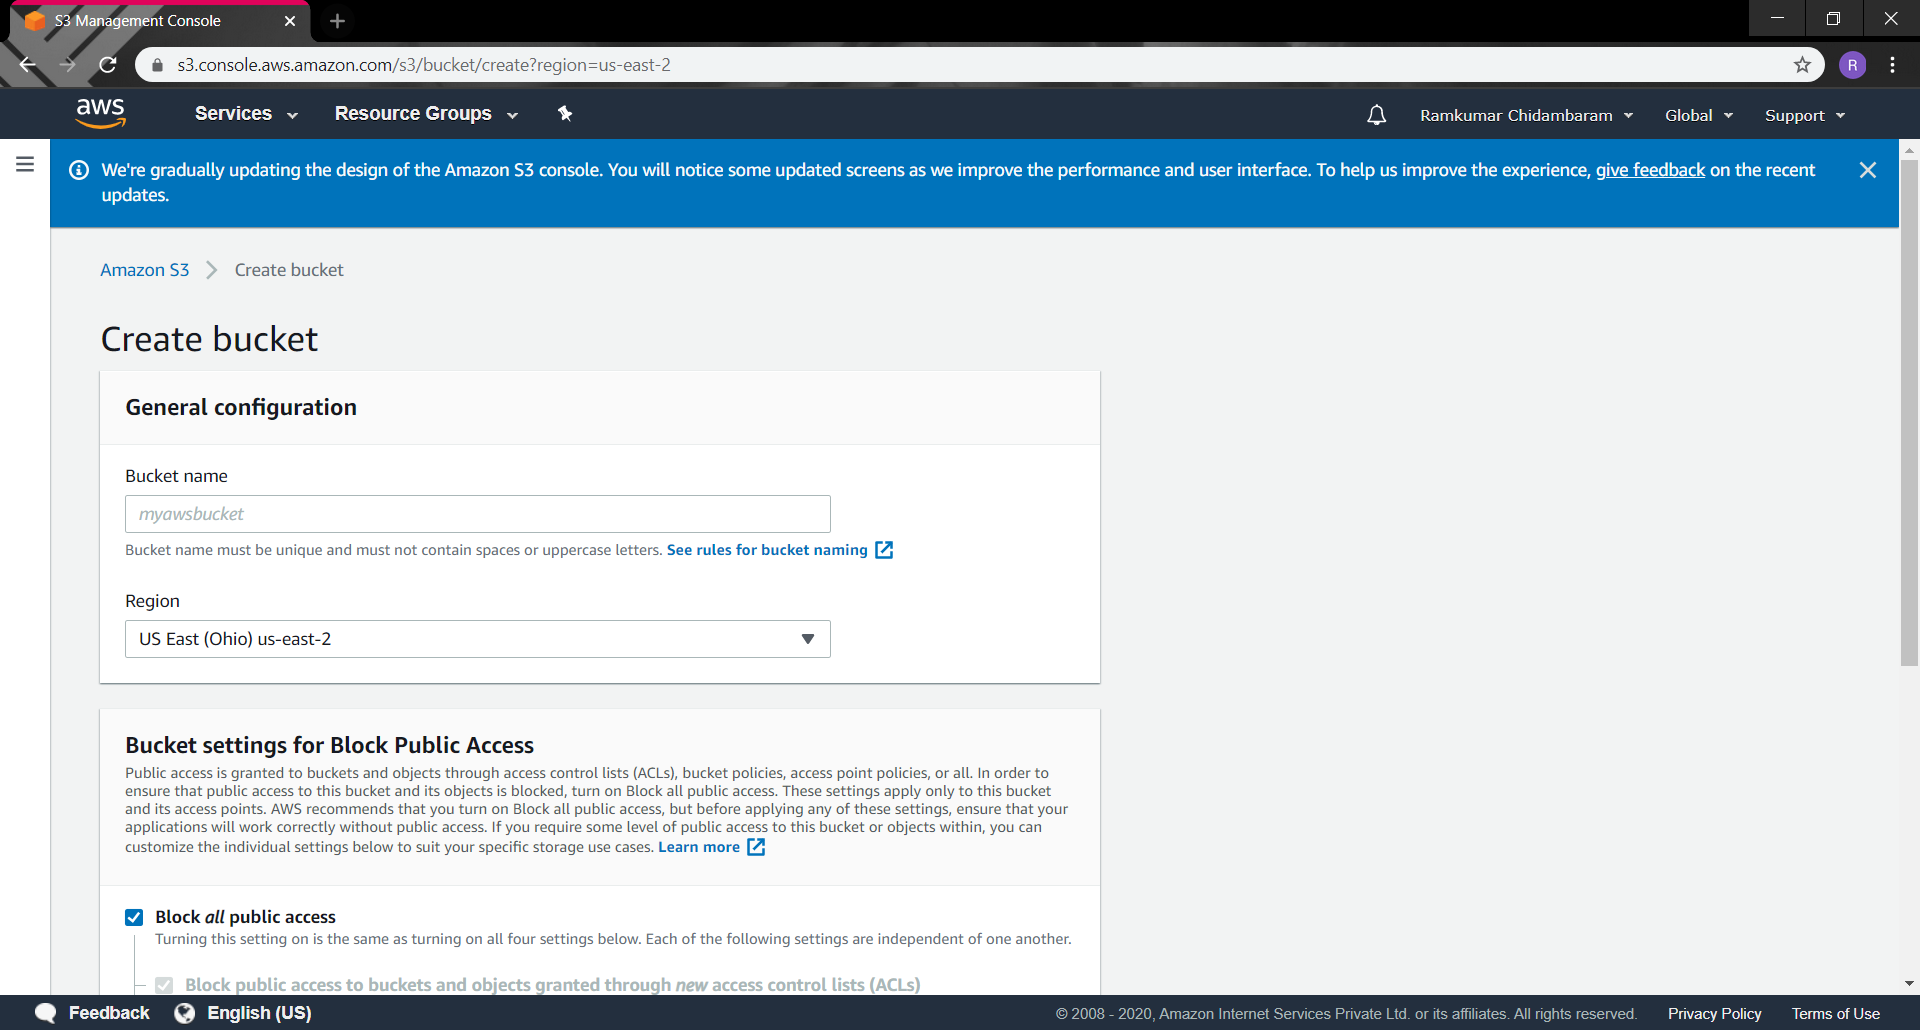 S3 Management Console
s3.console.aws.amazon.com/s3/bucket/create?region=us-east-2
R
aws
Services
Resource Groups
Ramkumar Chidambaram
Global
Support
We're gradually updating the design of the Amazon S3 console. You will notice some updated screens as we improve the performance and user interface. To help us improve the experience, give feedback on the recent
updates.
Amazon S3
Create bucket
Create bucket
General configuration
Bucket name
myawsbucket
Bucket name must be unique and must not contain spaces or uppercase letters. See rules for bucket naming
Region
US East (Ohio) us-east-2
Bucket settings for Block Public Access
Public access is granted to buckets and objects through access control lists (ACLs), bucket policies, access point policies, or all. In order to
ensure that public access to this bucket and its objects is blocked, turn on Block all public access. These settings apply only to this bucket
and its access points. AWS recommends that you turn on Block all public access, but before applying any of these settings, ensure that your
applications will work correctly without public access. If you require some level of public access to this bucket or objects within, you can
customize the individual settings below to suit your specific storage use cases. Learn more
Block all public access
Turning this setting on is the same as turning on all four settings below. Each of the following settings are independent of one another.
Block public access to buckets and objects granted through new access control lists (ACLs)
Feedback
English (US)
© 2008 - 2020, Amazon Internet Services Private Ltd. or its affiliates. All rights reserved.
Privacy Policy
Terms of Use